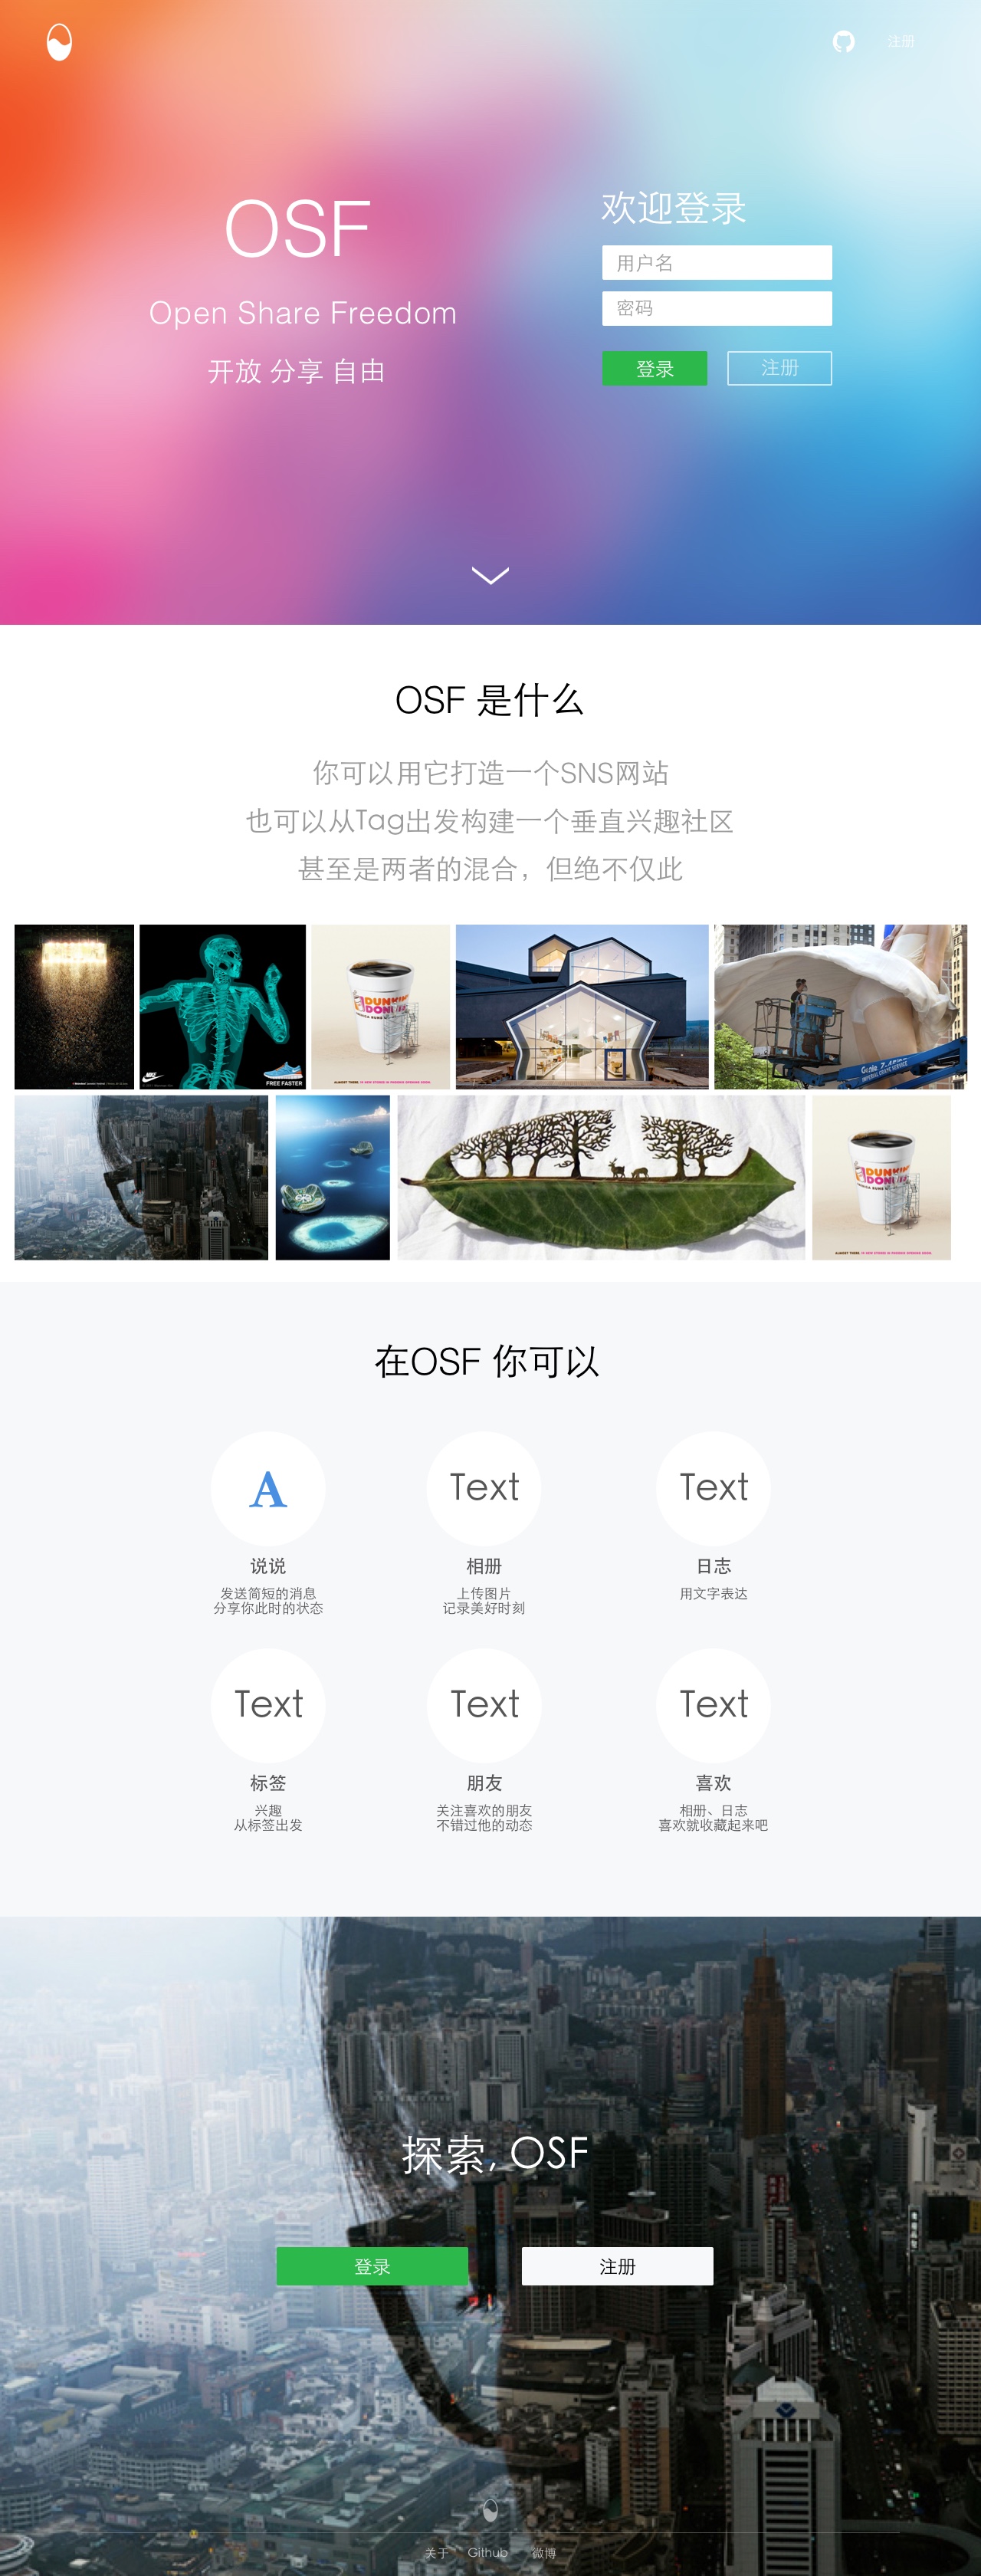 注册
OSF
Open Share Freedom
开放 分享 自由
欢迎登录
用户名
密码
登录
注册
OSF 是什么
你可以用它打造一个SNS网站
也可以从Tag出发构建一个垂直兴趣社区
甚至是两者的混合，但绝不仅此
FREE FASTER
DUNKIN'
ALMOST THERE.
Genie
IMPERIAL CRANE SERVICE
DUNKIN'
ALMOST THERE.
在OSF 你可以
A
Text
Text
说说
相册
日志
发送简短的消息
分享你此时的状态
上传图片
记录美好时刻
用文字表达
Text
Text
Text
标签
朋友
喜欢
兴趣
从标签出发
关注喜欢的朋友
不错过他的动态
相册、日志
喜欢就收藏起来吧
探索, OSF
登录
注册
关于
Github
微博